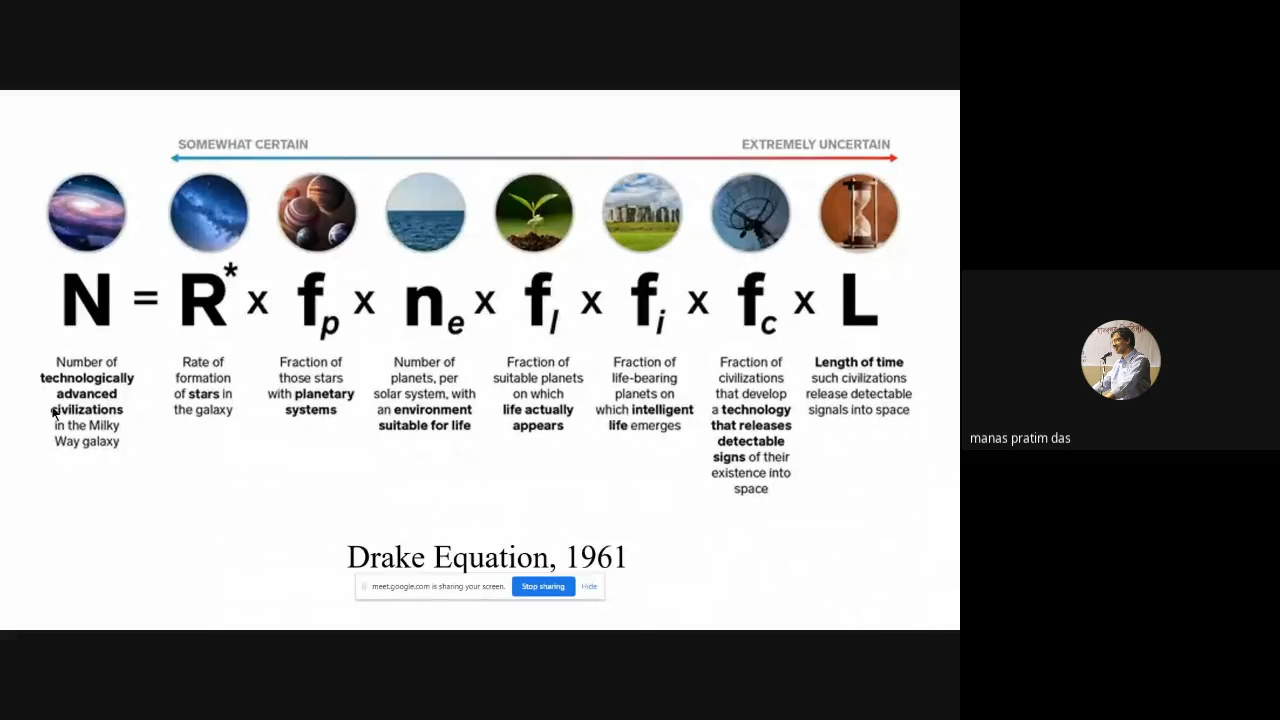 SOMEWHAT CERTAIN
EXTREMELY UNCERTAIN
N = R* x fp x ne x fl x fi x fc x L
Number of
technologically
advanced
civilizations
in the Milky
Way galaxy
Rate of
formation
of stars in
the galaxy
Fraction of
those stars
with planetary
systems
Number of
planets, per
solar system, with
an environment
suitable for life
Fraction of
suitable planets
on which
life actually
appears
Fraction of
life-bearing
planets on
which intelligent
life emerges
Fraction of
civilizations
that develop
a technology
that releases
detectable
signs of their
existence into
space
Length of time
such civilizations
release detectable
signals into space
Drake Equation, 1961
meet.google.com is sharing your screen.
Stop sharing
Hide
manas pratim das